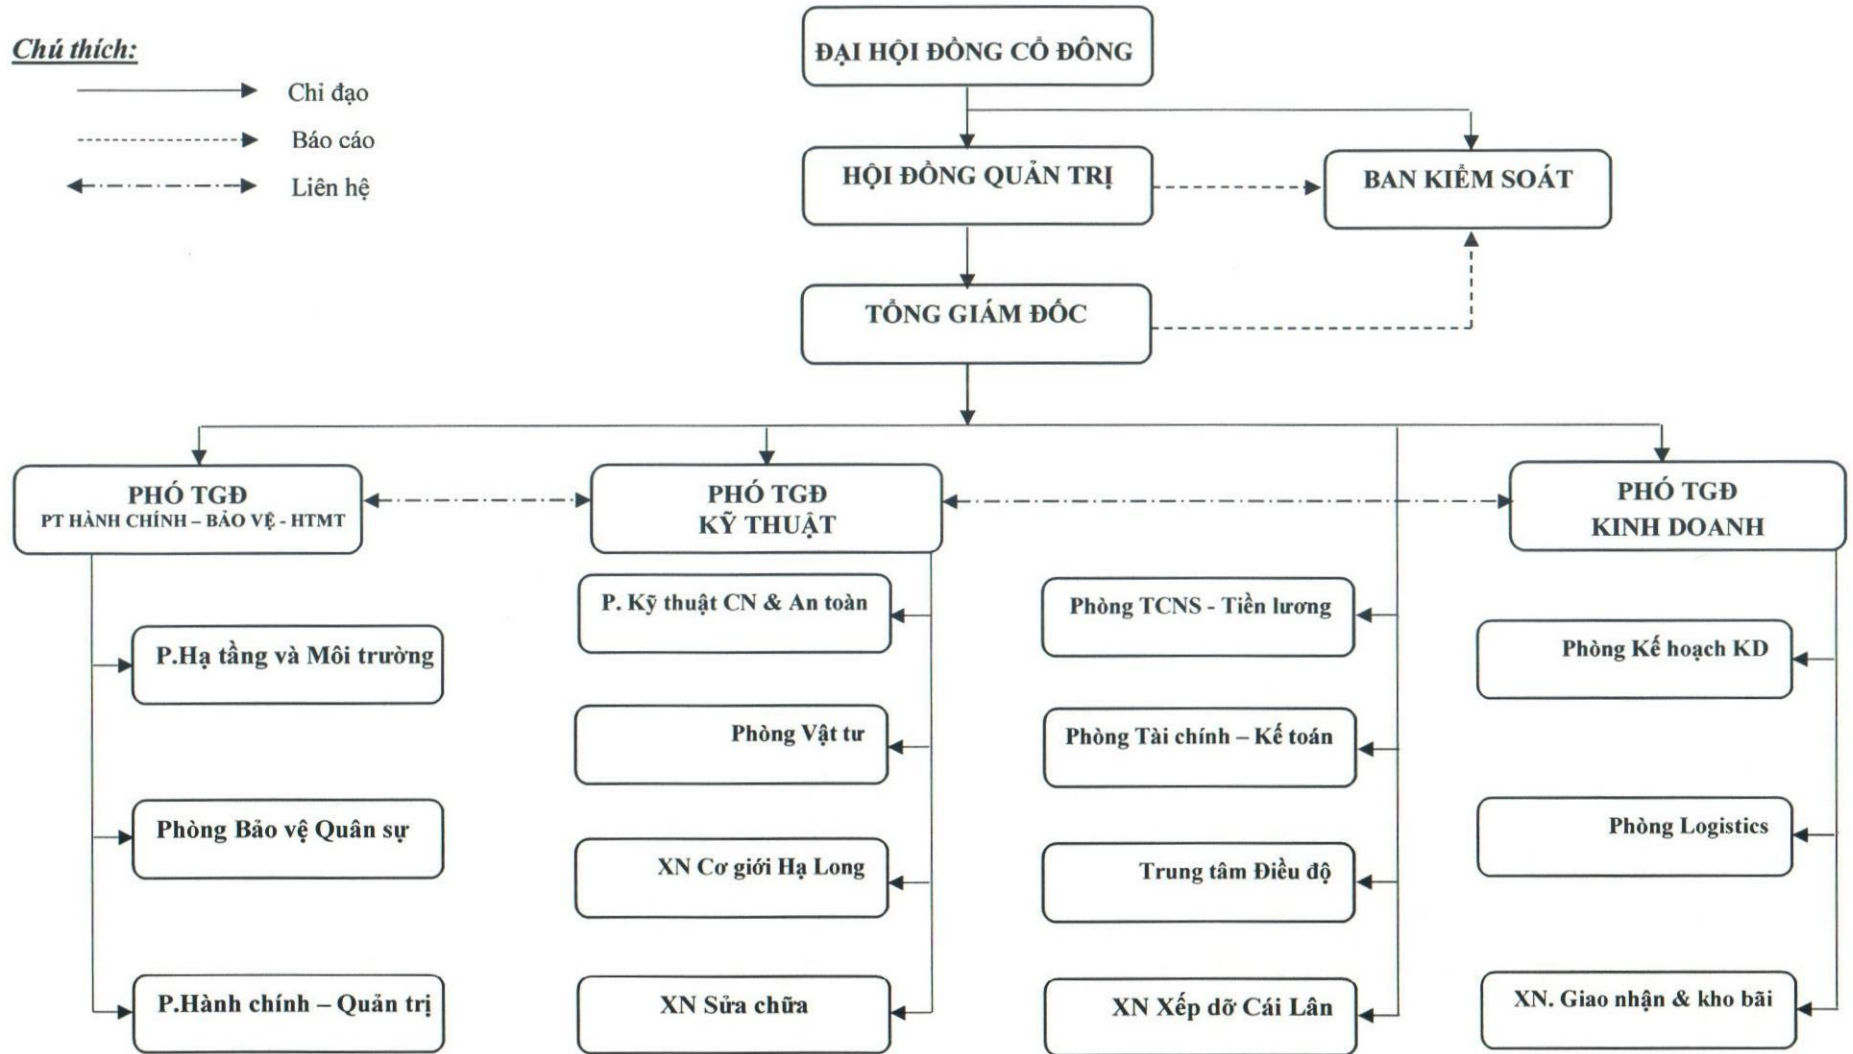 Chú thích:
Chỉ đạo
Báo cáo
Liên hệ
ĐẠI HỘI ĐỒNG CỔ ĐÔNG
HỘI ĐỒNG QUẢN TRỊ
BAN KIỂM SOÁT
TỔNG GIÁM ĐỐC
PHÓ TGĐ
PT HÀNH CHÍNH – BẢO VỆ - HTMT
PHÓ TGĐ
KỸ THUẬT
PHÓ TGĐ
KINH DOANH
P.Hạ tầng và Môi trường
Phòng Bảo vệ Quân sự
P.Hành chính – Quản trị
P. Kỹ thuật CN & An toàn
Phòng Vật tư
XN Cơ giới Hạ Long
XN Sửa chữa
Phòng TCNS - Tiền lương
Phòng Tài chính – Kế toán
Trung tâm Điều độ
XN Xếp dỡ Cái Lân
Phòng Kế hoạch KD
Phòng Logistics
XN. Giao nhận & kho bãi